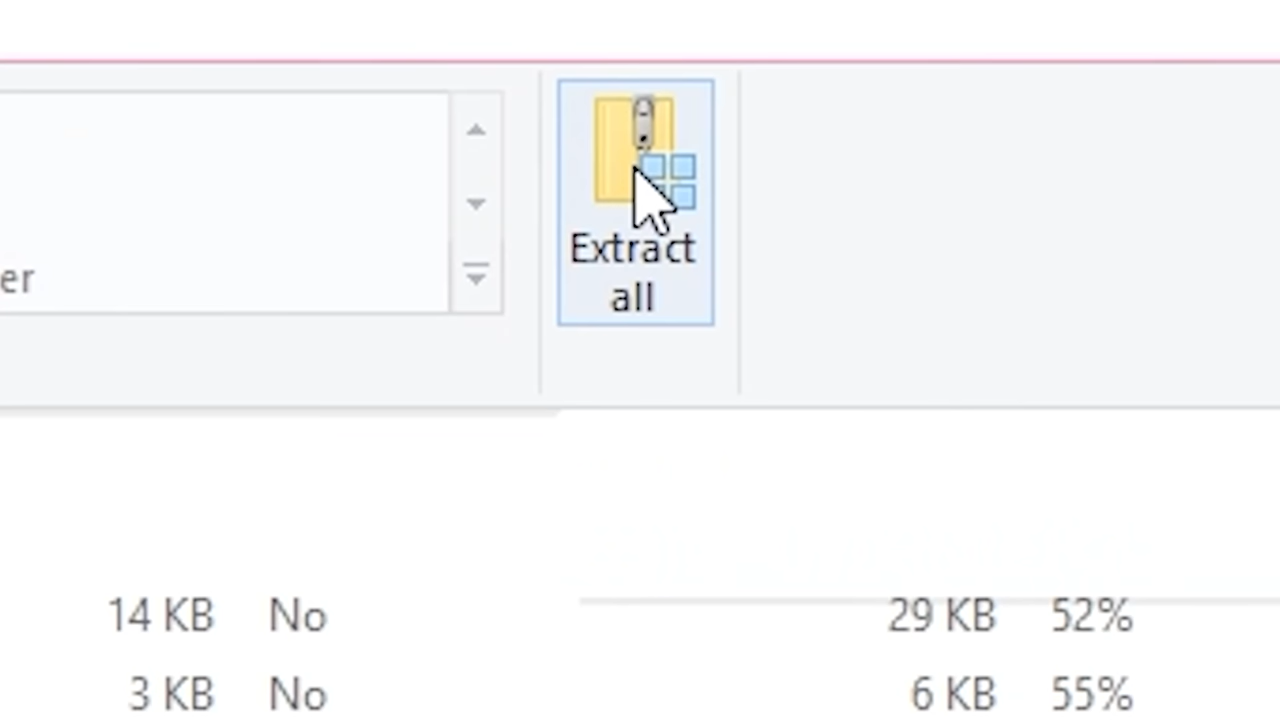 er
Extract
all
14 KB No 29 KB 52%
3 KB No 6 KB 55%